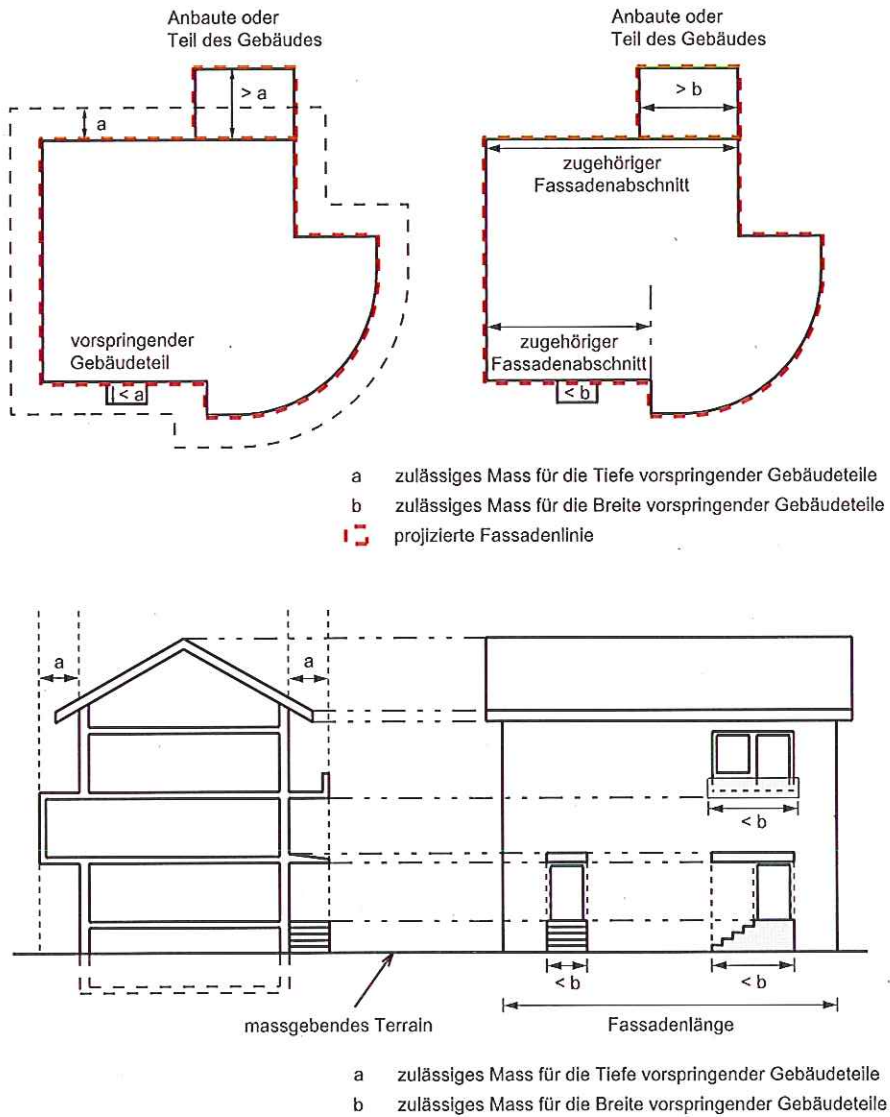 Anbaute oder
Teil des Gebäudes
> a
a
vorspringender
Gebäudeteil
< a
Anbaute oder
Teil des Gebäudes
> b
zugehöriger
Fassadenabschnitt
zugehöriger
Fassadenabschnitt
< b
a zulässiges Mass für die Tiefe vorspringender Gebäudeteile
b zulässiges Mass für die Breite vorspringender Gebäudeteile
projizierte Fassadenlinie
a
a
< b
< b
< b
massgebendes Terrain
Fassadenlänge
a zulässiges Mass für die Tiefe vorspringender Gebäudeteile
b zulässiges Mass für die Breite vorspringender Gebäudeteile